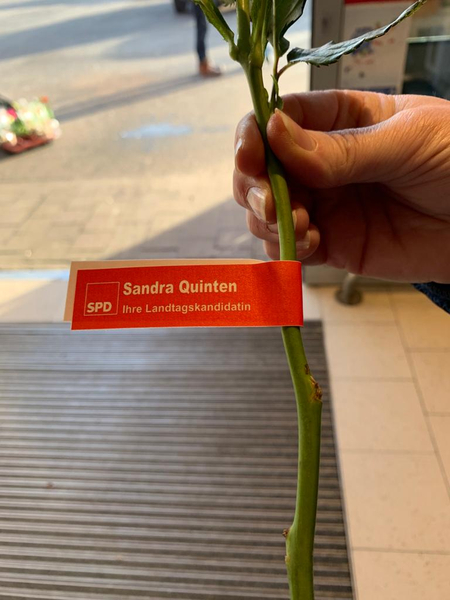 SPD
Sandra Quinten
Ihre Landtagskandidatin